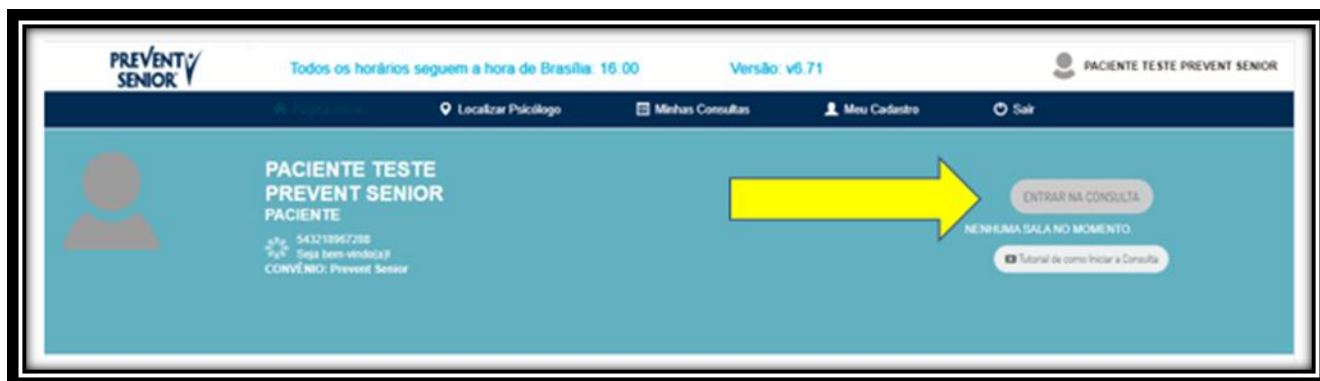 PREVENT
SENIOR
Todos os horários seguem a hora de Brasília: 16:00
Versão: v6.71
PACIENTE TESTE PREVENT SENIOR
Página Inicial
Localizar Psicólogo
Minhas Consultas
Meu Cadastro
Sair
PACIENTE TESTE
PREVENT SENIOR
PACIENTE
543218967288
Seja bem-vindo(a)!
CONVÊNIO: Prevent Senior
ENTRAR NA CONSULTA
NENHUMA SALA NO MOMENTO.
Tutorial de como Iniciar a Consulta